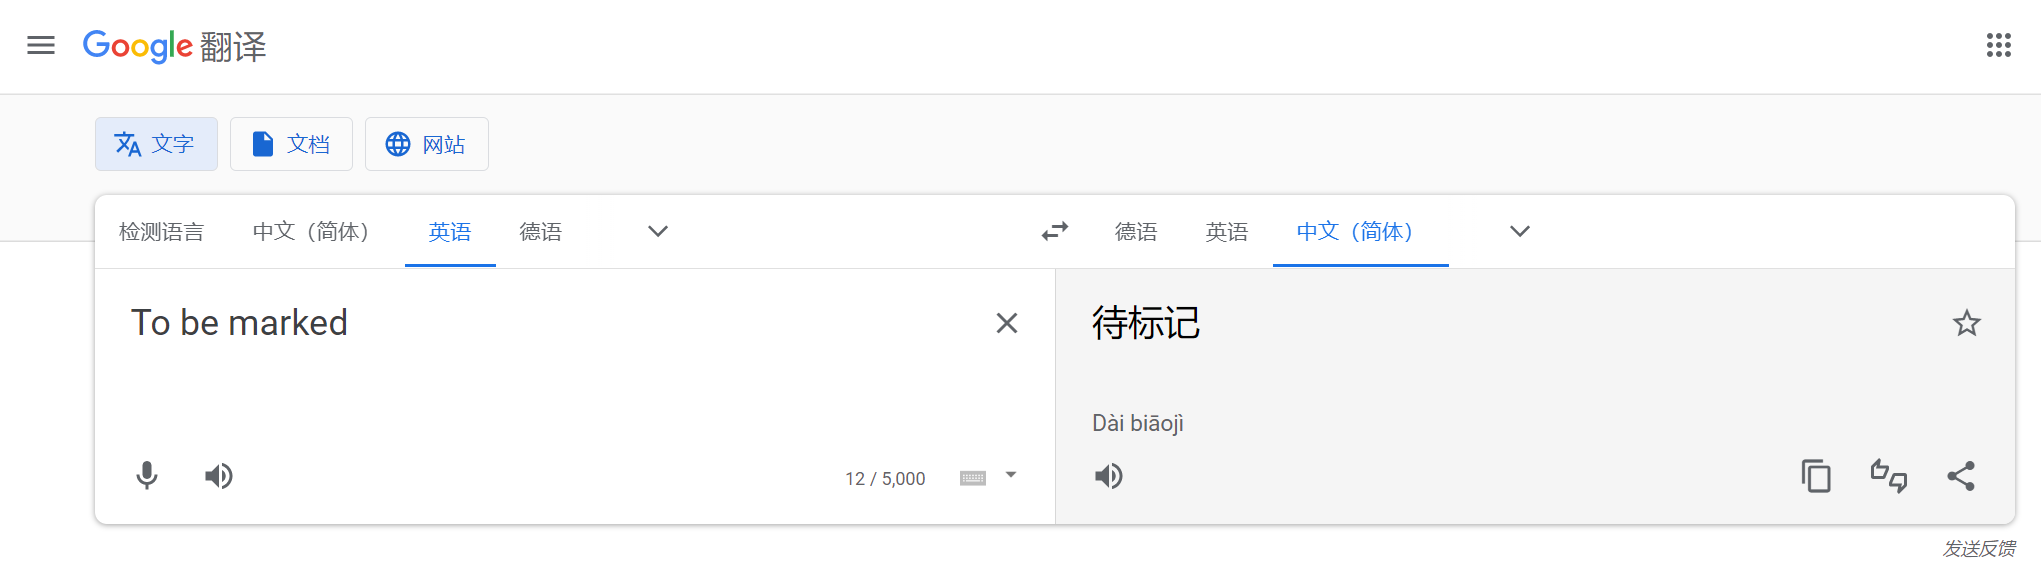 Google 翻译
文字 文档 网站
检测语言 中文（简体） 英语 德语 德语 英语 中文（简体）
To be marked
待标记
Dài biāojì
12 / 5,000
发送反馈